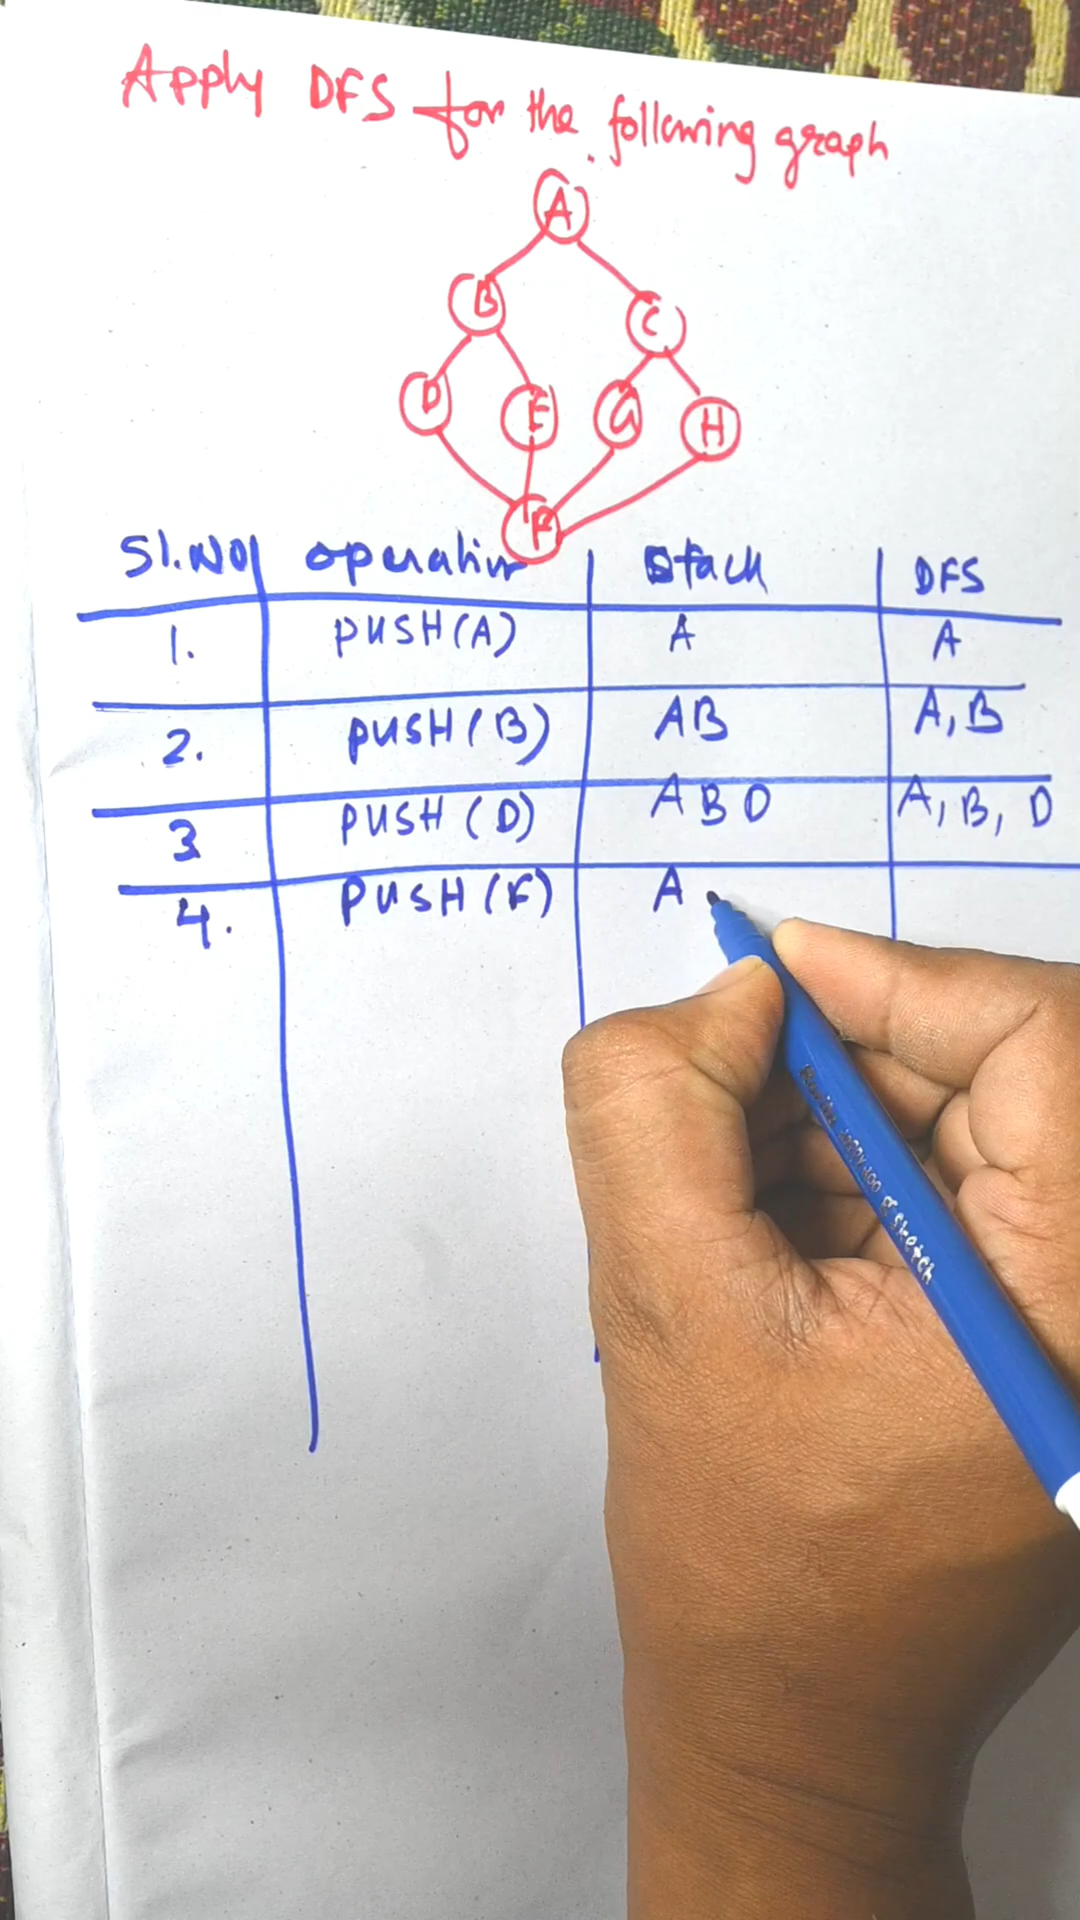 Apply DFS for the following graph
A
B
C
D E G H
F
Sl.NO operation Stack DFS
1. PUSH(A) A A
2. PUSH(B) AB A,B
3 PUSH(D) ABD A,B,D
4. PUSH(F) A
Sketch